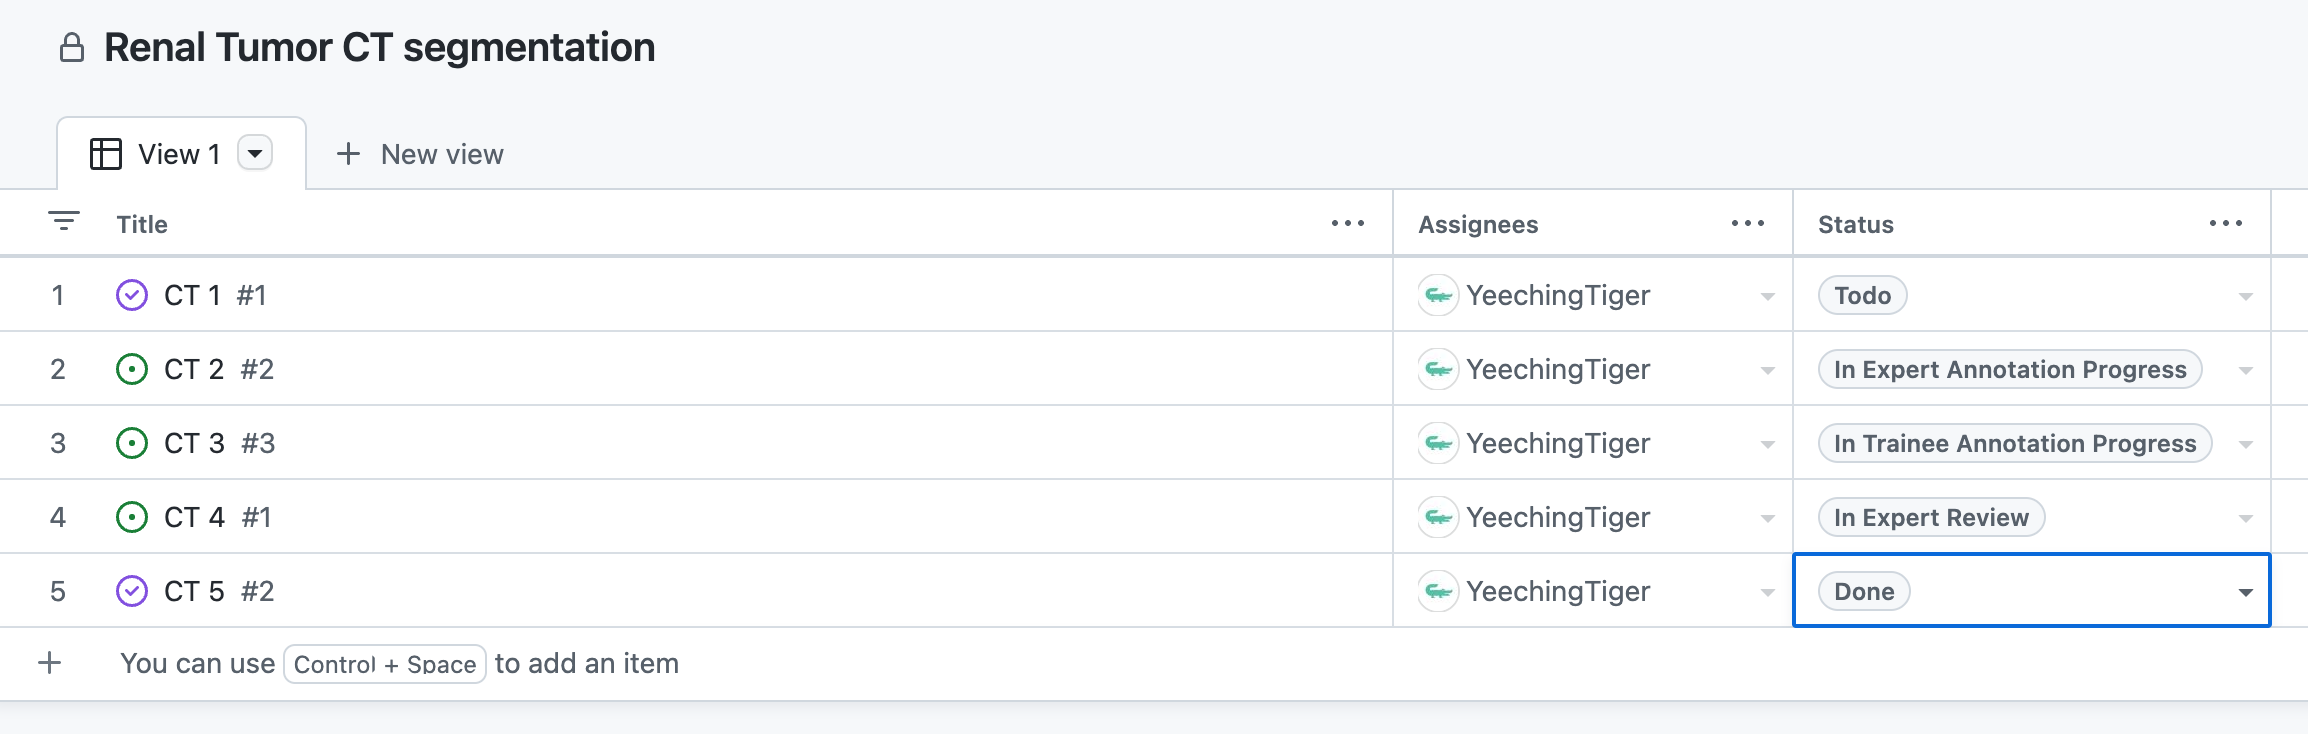 Renal Tumor CT segmentation
View 1 New view
Title Assignees Status
1 CT 1 #1 YeechingTiger Todo
2 CT 2 #2 YeechingTiger In Expert Annotation Progress
3 CT 3 #3 YeechingTiger In Trainee Annotation Progress
4 CT 4 #1 YeechingTiger In Expert Review
5 CT 5 #2 YeechingTiger Done
You can use Control + Space to add an item